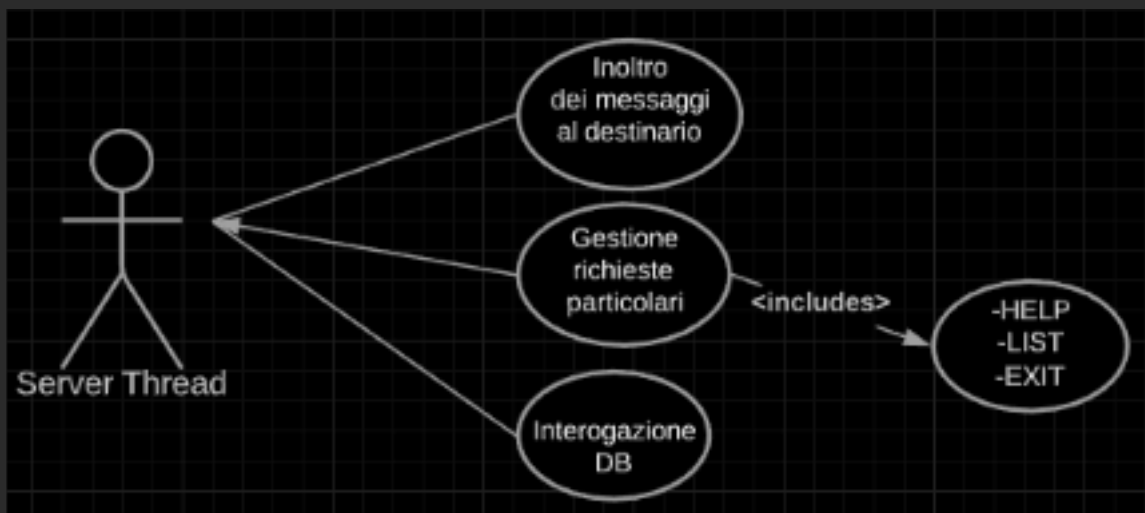 Inoltro
dei messaggi
al destinario
Gestione
richieste
particolari
<includes>
-HELP
-LIST
-EXIT
Server Thread
Interogazione
DB